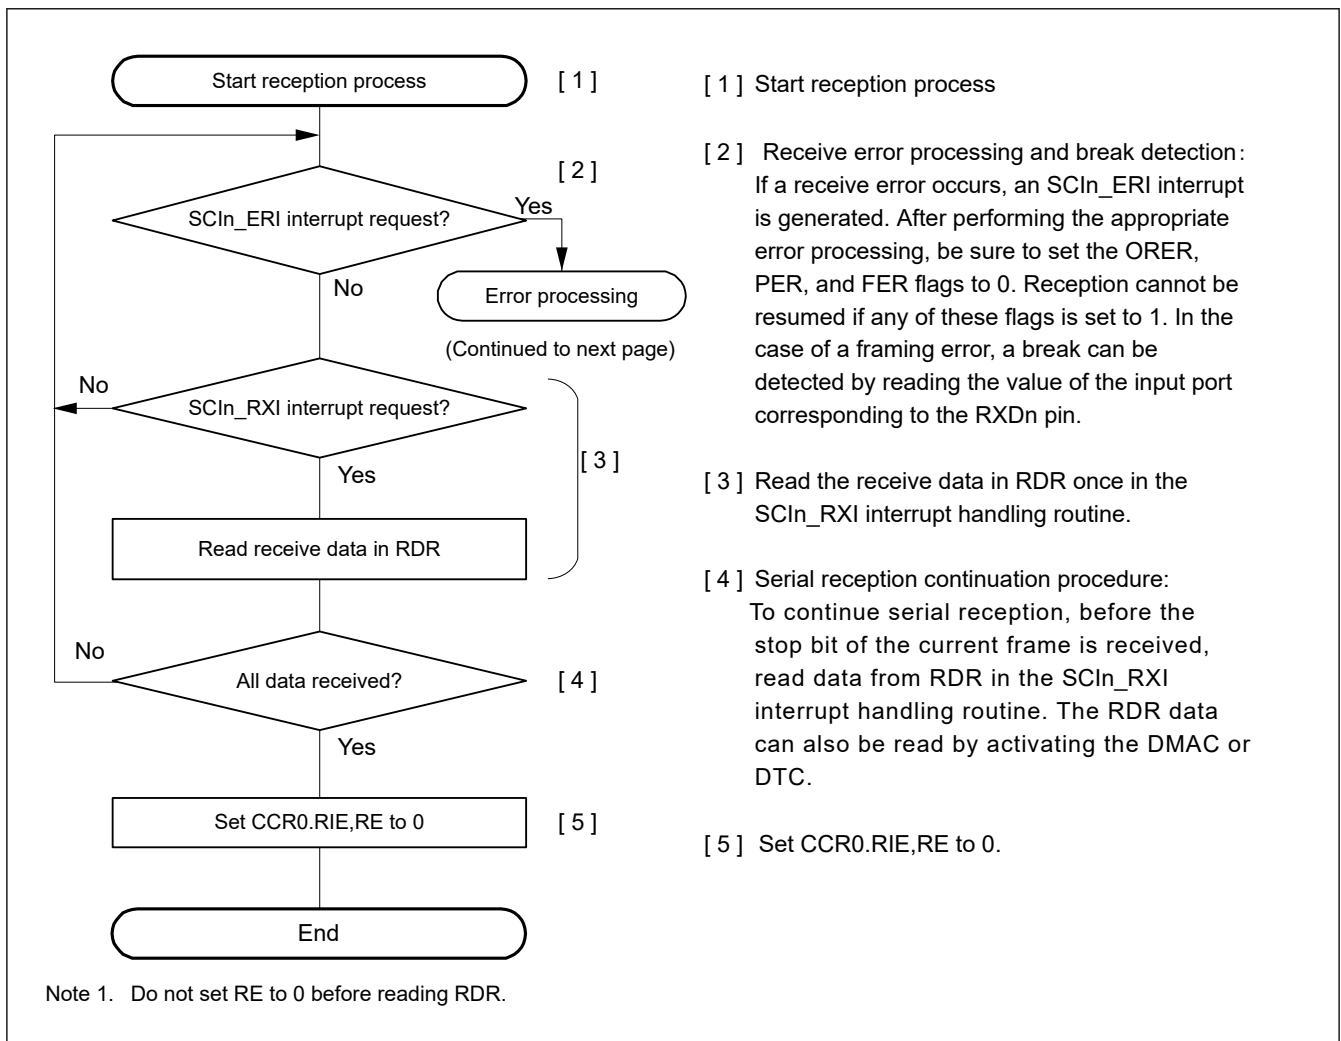 Start reception process
[ 1 ]
[ 2 ]
SCIn_ERI interrupt request?
Yes
No
Error processing
(Continued to next page)
No
SCIn_RXI interrupt request?
[ 3 ]
Yes
Read receive data in RDR
No
All data received?
[ 4 ]
Yes
Set CCR0.RIE,RE to 0
[ 5 ]
End
[ 1 ] Start reception process
[ 2 ] Receive error processing and break detection:
If a receive error occurs, an SCIn_ERI interrupt
is generated. After performing the appropriate
error processing, be sure to set the ORER,
PER, and FER flags to 0. Reception cannot be
resumed if any of these flags is set to 1. In the
case of a framing error, a break can be
detected by reading the value of the input port
corresponding to the RXDn pin.
[ 3 ] Read the receive data in RDR once in the
SCIn_RXI interrupt handling routine.
[ 4 ] Serial reception continuation procedure:
To continue serial reception, before the
stop bit of the current frame is received,
read data from RDR in the SCIn_RXI
interrupt handling routine. The RDR data
can also be read by activating the DMAC or
DTC.
[ 5 ] Set CCR0.RIE,RE to 0.
Note 1. Do not set RE to 0 before reading RDR.